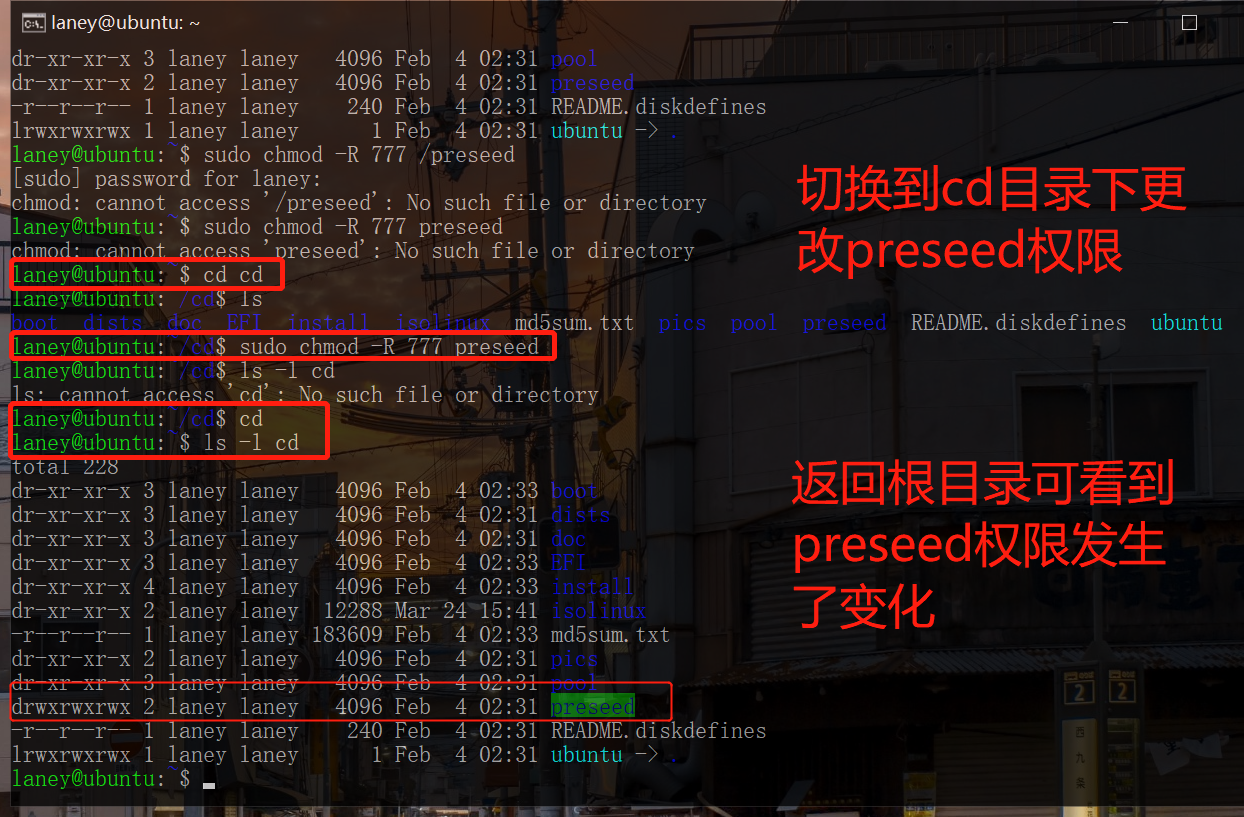 laney@ubuntu: ~
dr-xr-xr-x 3 laney laney   4096 Feb  4 02:31 pool
dr-xr-xr-x 2 laney laney   4096 Feb  4 02:31 preseed
-r--r--r-- 1 laney laney    240 Feb  4 02:31 README.diskdefines
lrwxrwxrwx 1 laney laney      1 Feb  4 02:31 ubuntu -> .
laney@ubuntu:~$ sudo chmod -R 777 /preseed
[sudo] password for laney:
chmod: cannot access '/preseed': No such file or directory
laney@ubuntu:~$ sudo chmod -R 777 preseed
chmod: cannot access 'preseed': No such file or directory
laney@ubuntu:~$ cd cd
laney@ubuntu:~/cd$ ls
boot  dists  doc  EFI  install  isolinux  md5sum.txt  pics  pool  preseed  README.diskdefines  ubuntu
laney@ubuntu:~/cd$ sudo chmod -R 777 preseed
laney@ubuntu:~/cd$ ls -l cd
ls: cannot access 'cd': No such file or directory
laney@ubuntu:~/cd$ cd
laney@ubuntu:~$ ls -l cd
total 228
dr-xr-xr-x 3 laney laney   4096 Feb  4 02:33 boot
dr-xr-xr-x 3 laney laney   4096 Feb  4 02:31 dists
dr-xr-xr-x 3 laney laney   4096 Feb  4 02:31 doc
dr-xr-xr-x 3 laney laney   4096 Feb  4 02:33 EFI
dr-xr-xr-x 4 laney laney   4096 Feb  4 02:33 install
dr-xr-xr-x 2 laney laney  12288 Mar 24 15:41 isolinux
-r--r--r-- 1 laney laney 183609 Feb  4 02:33 md5sum.txt
dr-xr-xr-x 2 laney laney   4096 Feb  4 02:31 pics
dr-xr-xr-x 3 laney laney   4096 Feb  4 02:31 pool
drwxrwxrwx 2 laney laney   4096 Feb  4 02:31 preseed
-r--r--r-- 1 laney laney    240 Feb  4 02:31 README.diskdefines
lrwxrwxrwx 1 laney laney      1 Feb  4 02:31 ubuntu -> .
laney@ubuntu:~$
切换到cd目录下更
改preseed权限
返回根目录可看到
preseed权限发生
了变化
2
2
西九条